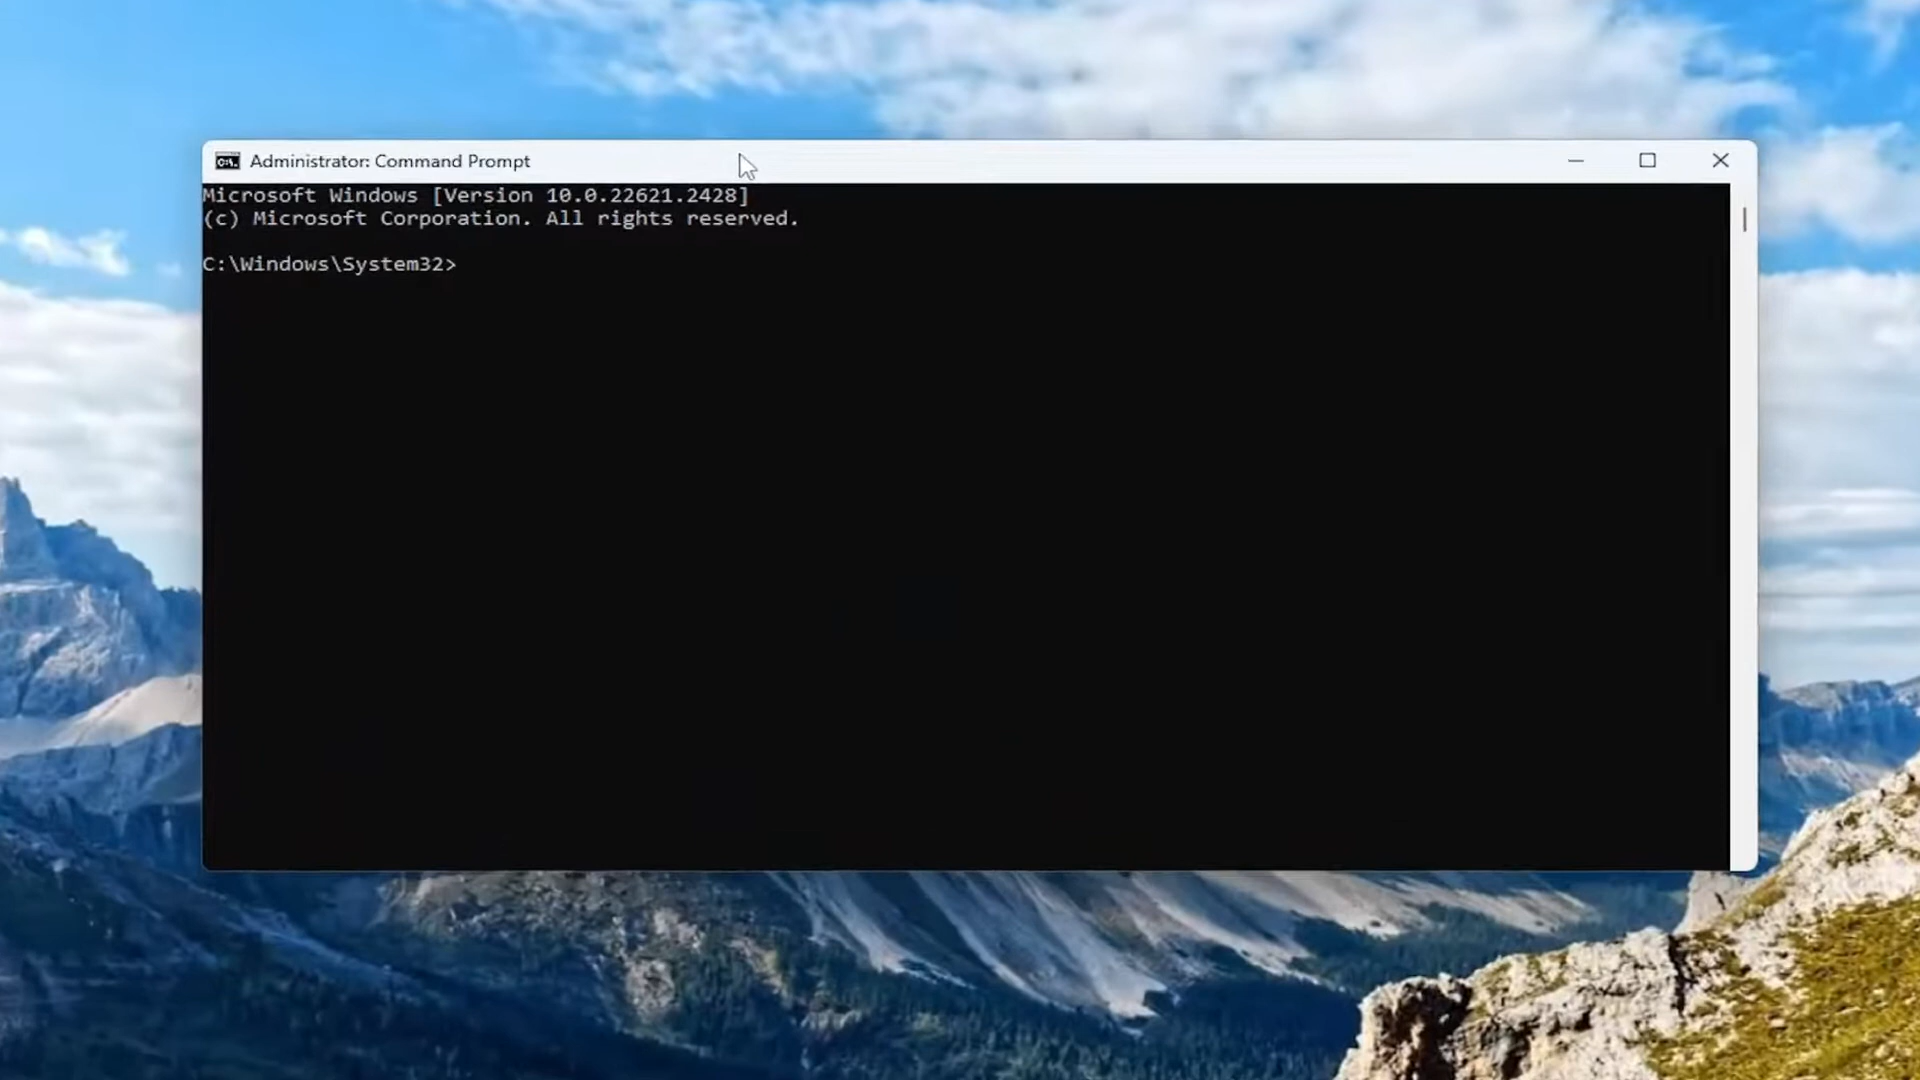 Administrator: Command Prompt
Microsoft Windows [Version 10.0.22621.2428]
(c) Microsoft Corporation. All rights reserved.
C:\Windows\System32>